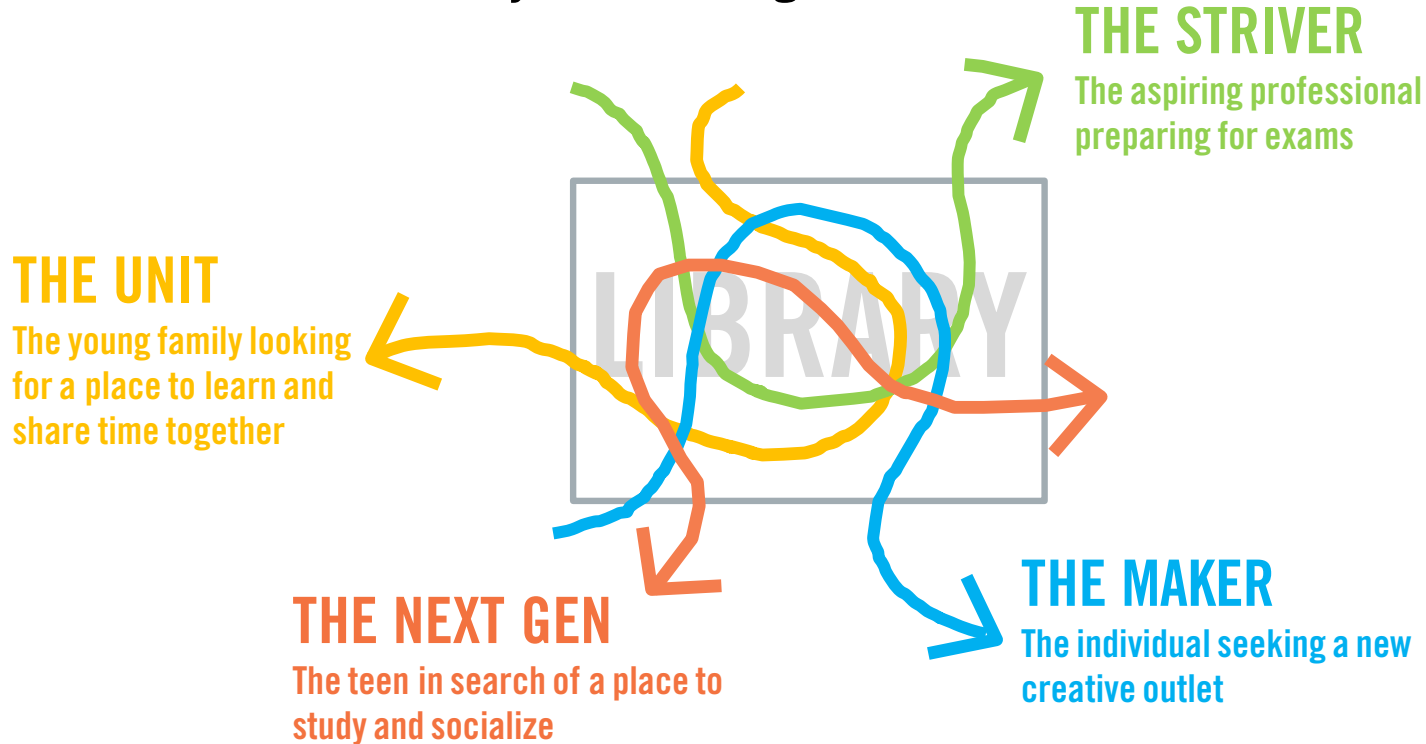 THE STRIVER
The aspiring professional
preparing for exams
LIBRARY
THE UNIT
The young family looking
for a place to learn and
share time together
THE MAKER
The individual seeking a new
creative outlet
THE NEXT GEN
The teen in search of a place to
study and socialize